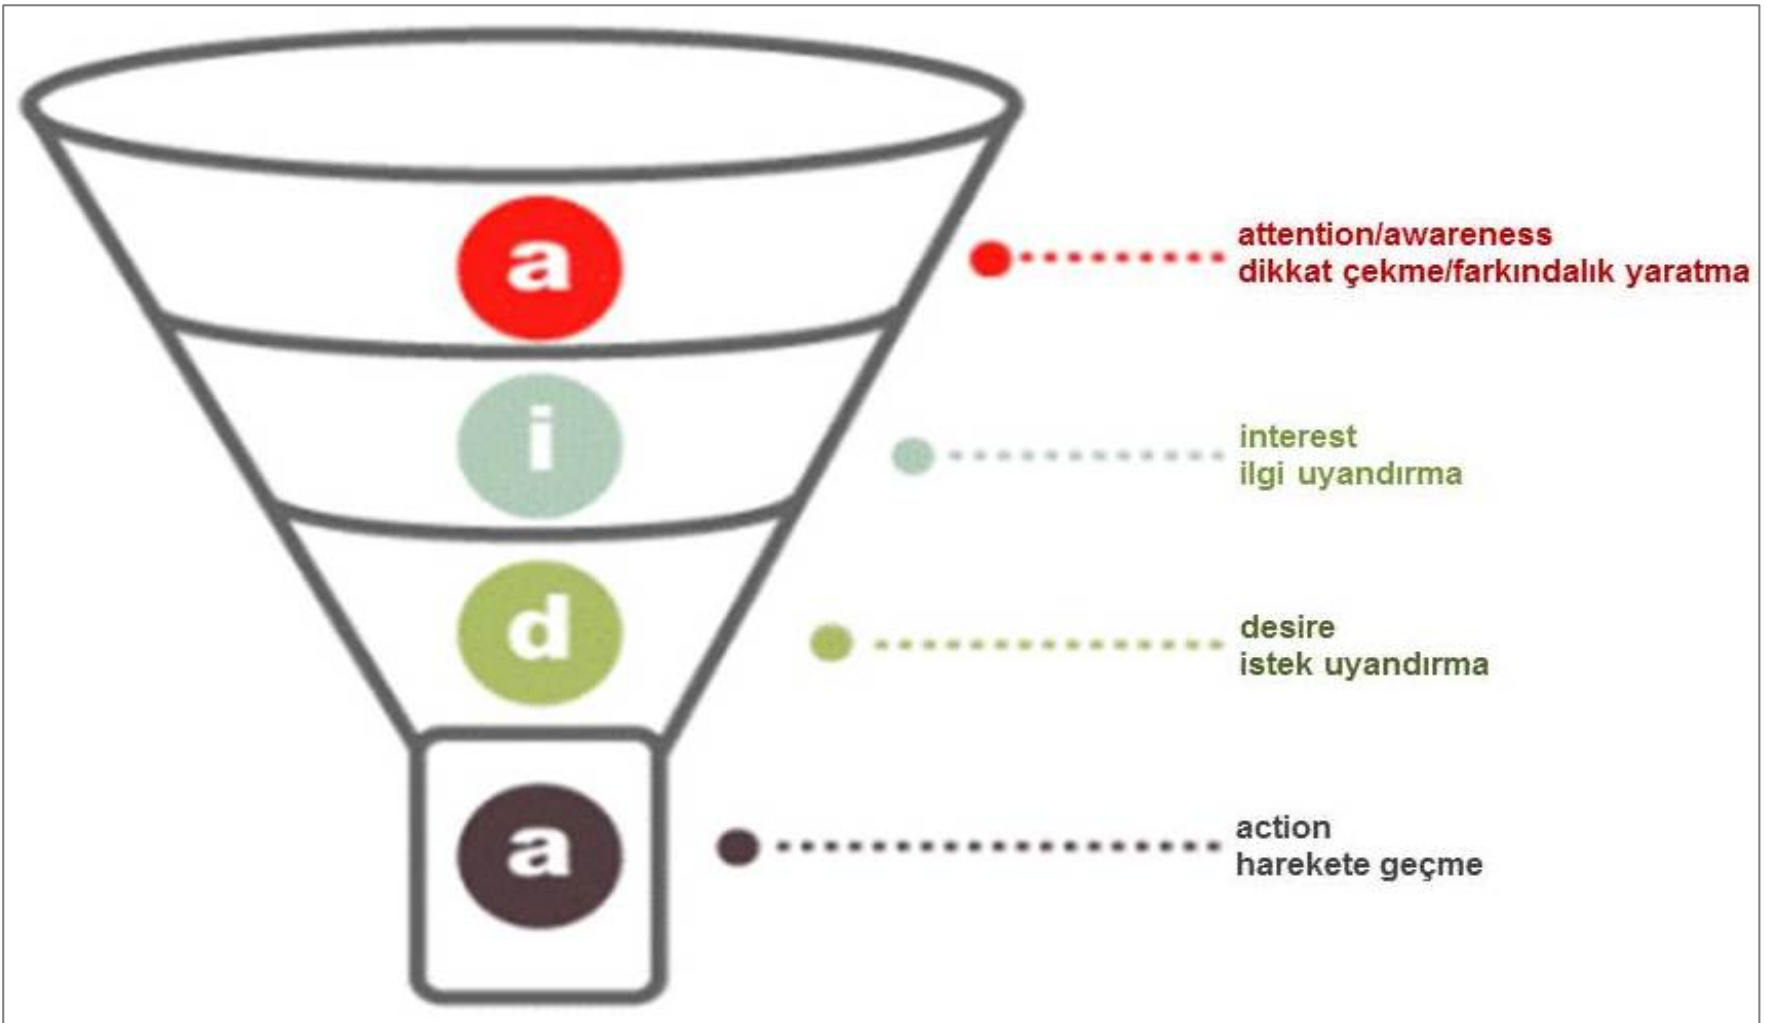 a
attention/awareness
dikkat çekme/farkındalık yaratma
i
interest
ilgi uyandırma
d
desire
istek uyandırma
a
action
harekete geçme